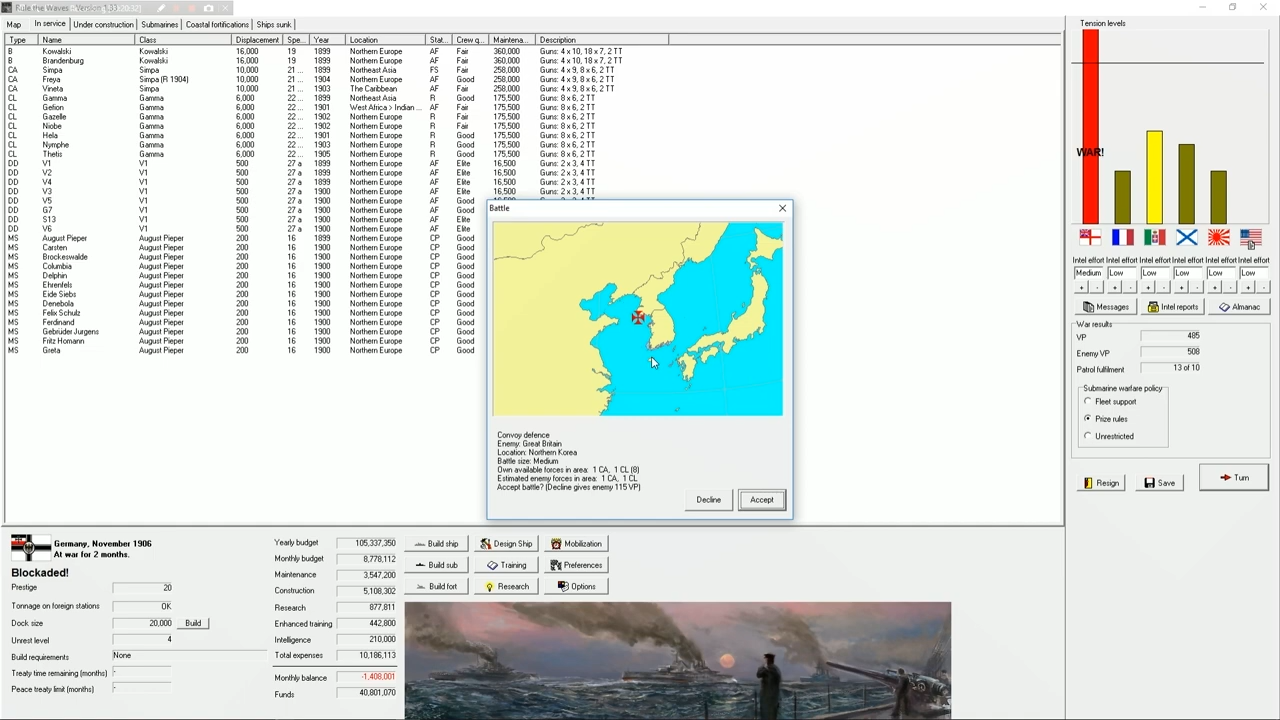 Rule the Waves - Version 1.33
Map In service Under construction Submarines Coastal fortifications Ships sunk
Type Name Class Displacement Spe... Year Location Stat... Crew q... Maintena... Description
B Kowalski Kowalski 16,000 19 1899 Northern Europe AF Fair 360,000 Guns: 4 x 10, 18 x 7, 2 TT
B Brandenburg Kowalski 16,000 19 1899 Northern Europe AF Fair 360,000 Guns: 4 x 10, 18 x 7, 2 TT
CA Simpa Simpa 10,000 21 ... 1899 Northeast Asia FS Fair 258,000 Guns: 4 x 9, 8 x 6, 2 TT
CA Freya Simpa (R 1904) 10,000 21 ... 1904 Northern Europe AF Good 258,000 Guns: 4 x 9, 8 x 6, 2 TT
CA Vineta Simpa 10,000 21 ... 1903 The Caribbean AF Fair 258,000 Guns: 4 x 9, 8 x 6, 2 TT
CL Gamma Gamma 6,000 22 ... 1899 Northeast Asia R Good 175,500 Guns: 8 x 6, 2 TT
CL Gefion Gamma 6,000 22 ... 1901 West Africa > Indian ... AF Fair 175,500 Guns: 8 x 6, 2 TT
CL Gazelle Gamma 6,000 22 ... 1902 Northern Europe R Fair 175,500 Guns: 8 x 6, 2 TT
CL Niobe Gamma 6,000 22 ... 1902 Northern Europe R Fair 175,500 Guns: 8 x 6, 2 TT
CL Hela Gamma 6,000 22 ... 1901 Northern Europe R Good 175,500 Guns: 8 x 6, 2 TT
CL Nymphe Gamma 6,000 22 ... 1903 Northern Europe R Good 175,500 Guns: 8 x 6, 2 TT
CL Thetis Gamma 6,000 22 ... 1905 Northern Europe R Good 175,500 Guns: 8 x 6, 2 TT
DD V1 V1 500 27 a 1899 Northern Europe AF Elite 16,500 Guns: 2 x 3, 4 TT
DD V2 V1 500 27 a 1899 Northern Europe AF Elite 16,500 Guns: 2 x 3, 4 TT
DD V4 V1 500 27 a 1899 Northern Europe AF Elite 16,500 Guns: 2 x 3, 4 TT
DD V3 V1 500 27 a 1900 Northern Europe AF Elite 16,500 Guns: 2 x 3, 4 TT
DD V5 V1 500 27 a 1900 Northern Europe AF Elite
DD G7 V1 500 27 a 1900 Northern Europe AF Good
DD S13 V1 500 27 a 1900 Northern Europe AF Elite
DD V6 V1 500 27 a 1900 Northern Europe AF Elite
MS August Pieper August Pieper 200 16 1899 Northern Europe CP Good
MS Carsten August Pieper 200 16 1900 Northern Europe CP Good
MS Brockeswalde August Pieper 200 16 1900 Northern Europe CP Good
MS Columbia August Pieper 200 16 1900 Northern Europe CP Good
MS Delphin August Pieper 200 16 1900 Northern Europe CP Good
MS Ehrenfels August Pieper 200 16 1900 Northern Europe CP Good
MS Eide Siebs August Pieper 200 16 1900 Northern Europe CP Good
MS Denebola August Pieper 200 16 1900 Northern Europe CP Good
MS Felix Schulz August Pieper 200 16 1900 Northern Europe CP Good
MS Ferdinand August Pieper 200 16 1900 Northern Europe CP Good
MS Gebrüder Jurgens August Pieper 200 16 1900 Northern Europe CP Good
MS Fritz Homann August Pieper 200 16 1900 Northern Europe CP Good
MS Greta August Pieper 200 16 1900 Northern Europe CP Good
Battle
Convoy defence
Enemy: Great Britain
Location: Northern Korea
Battle size: Medium
Own available forces in area: 1 CA, 1 CL (8)
Estimated enemy forces in area: 1 CA, 1 CL
Accept battle? (Decline gives enemy 115 VP)
Decline Accept
Tension levels
WAR!
Intel effort Intel effort Intel effort Intel effort Intel effort Intel effort
Medium Low Low Low Low Low
+ - + - + - + - + - + -
Messages Intel reports Almanac
War results
VP 485
Enemy VP 508
Patrol fulfilment 13 of 10
Submarine warfare policy
Fleet support
Prize rules
Unrestricted
Resign Save Turn
Germany, November 1906
At war for 2 months.
Blockaded!
Prestige 20
Tonnage on foreign stations OK
Dock size 20,000 Build
Unrest level 4
Build requirements None
Treaty time remaining (months) -
Peace treaty limit (months) -
Yearly budget 105,337,350
Monthly budget 8,778,112
Maintenance 3,547,200
Construction 5,108,302
Research 877,811
Enhanced training 442,800
Intelligence 210,000
Total expenses 10,186,113
Monthly balance -1,408,001
Funds 40,801,070
Build ship Design Ship Mobilization
Build sub Training Preferences
Build fort Research Options